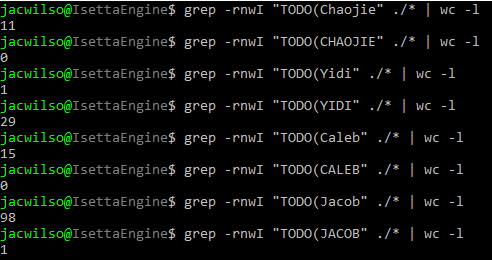 jacwilso@IsettaEngine$ grep -rnwI "TODO(Chaojie" ./* | wc -l
11
jacwilso@IsettaEngine$ grep -rnwI "TODO(CHAOJIE" ./* | wc -l
0
jacwilso@IsettaEngine$ grep -rnwI "TODO(Yidi" ./* | wc -l
1
jacwilso@IsettaEngine$ grep -rnwI "TODO(YIDI" ./* | wc -l
29
jacwilso@IsettaEngine$ grep -rnwI "TODO(Caleb" ./* | wc -l
15
jacwilso@IsettaEngine$ grep -rnwI "TODO(CALEB" ./* | wc -l
0
jacwilso@IsettaEngine$ grep -rnwI "TODO(Jacob" ./* | wc -l
98
jacwilso@IsettaEngine$ grep -rnwI "TODO(JACOB" ./* | wc -l
1